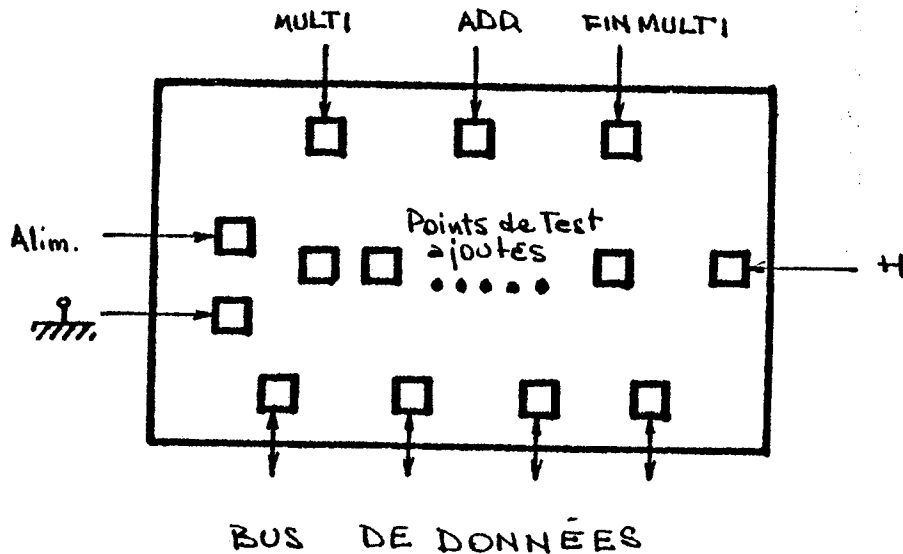 MULTI ADD FIN MULTI
Alim.
Points de Test
ajoutés
H
BUS DE DONNÉES